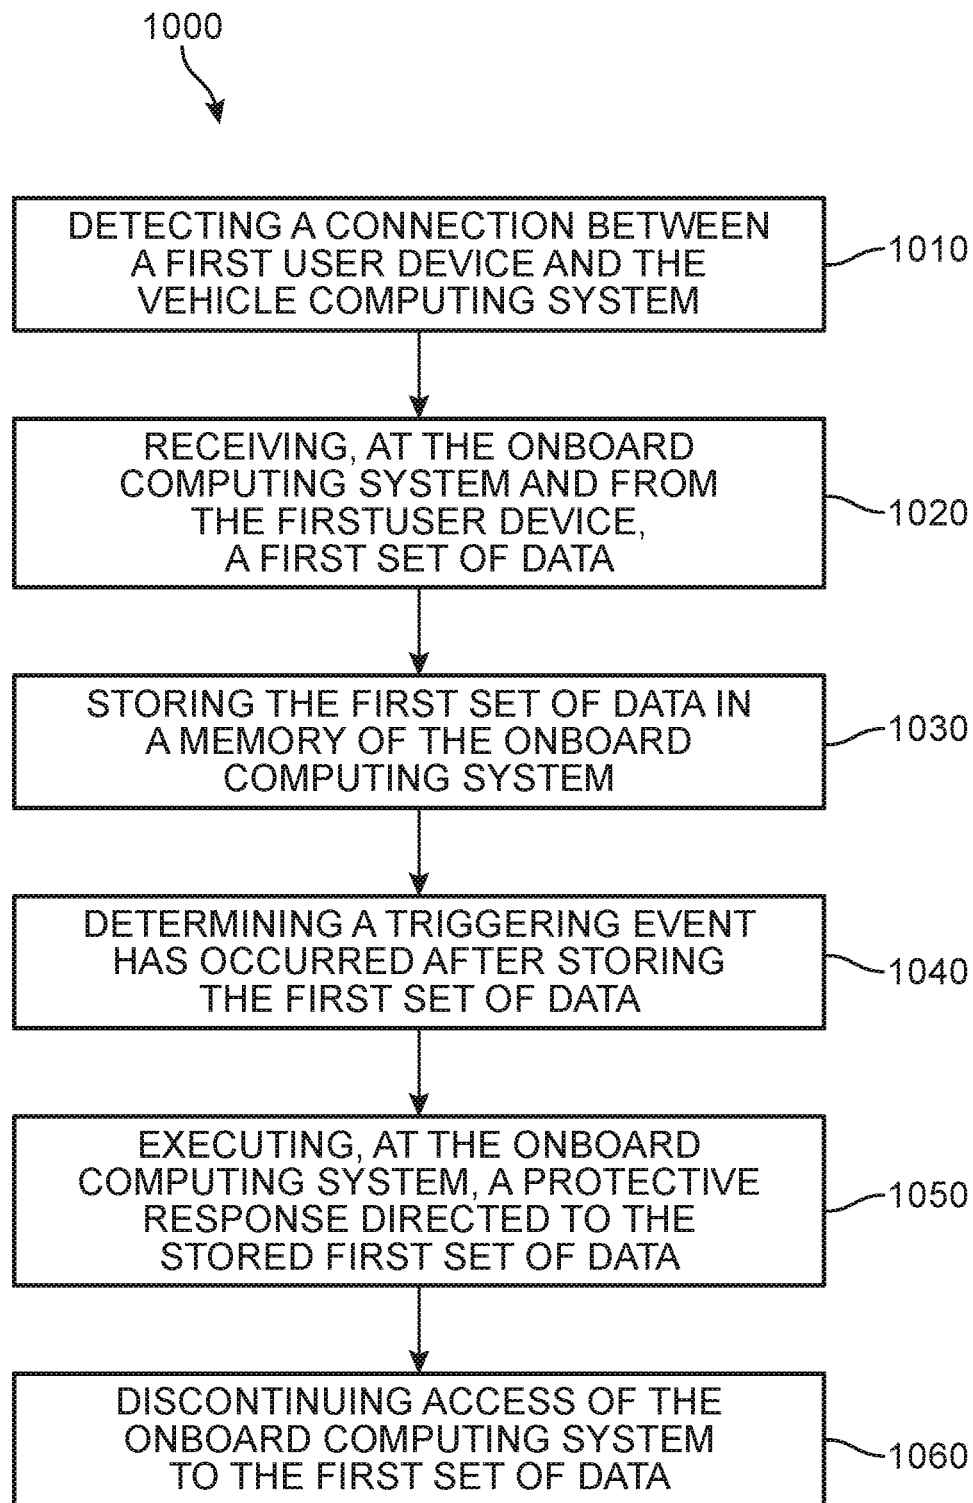 1000
DETECTING A CONNECTION BETWEEN
A FIRST USER DEVICE AND THE
VEHICLE COMPUTING SYSTEM
1010
RECEIVING, AT THE ONBOARD
COMPUTING SYSTEM AND FROM
THE FIRSTUSER DEVICE,
A FIRST SET OF DATA
1020
STORING THE FIRST SET OF DATA IN
A MEMORY OF THE ONBOARD
COMPUTING SYSTEM
1030
DETERMINING A TRIGGERING EVENT
HAS OCCURRED AFTER STORING
THE FIRST SET OF DATA
1040
EXECUTING, AT THE ONBOARD
COMPUTING SYSTEM, A PROTECTIVE
RESPONSE DIRECTED TO THE
STORED FIRST SET OF DATA
1050
DISCONTINUING ACCESS OF THE
ONBOARD COMPUTING SYSTEM
TO THE FIRST SET OF DATA
1060